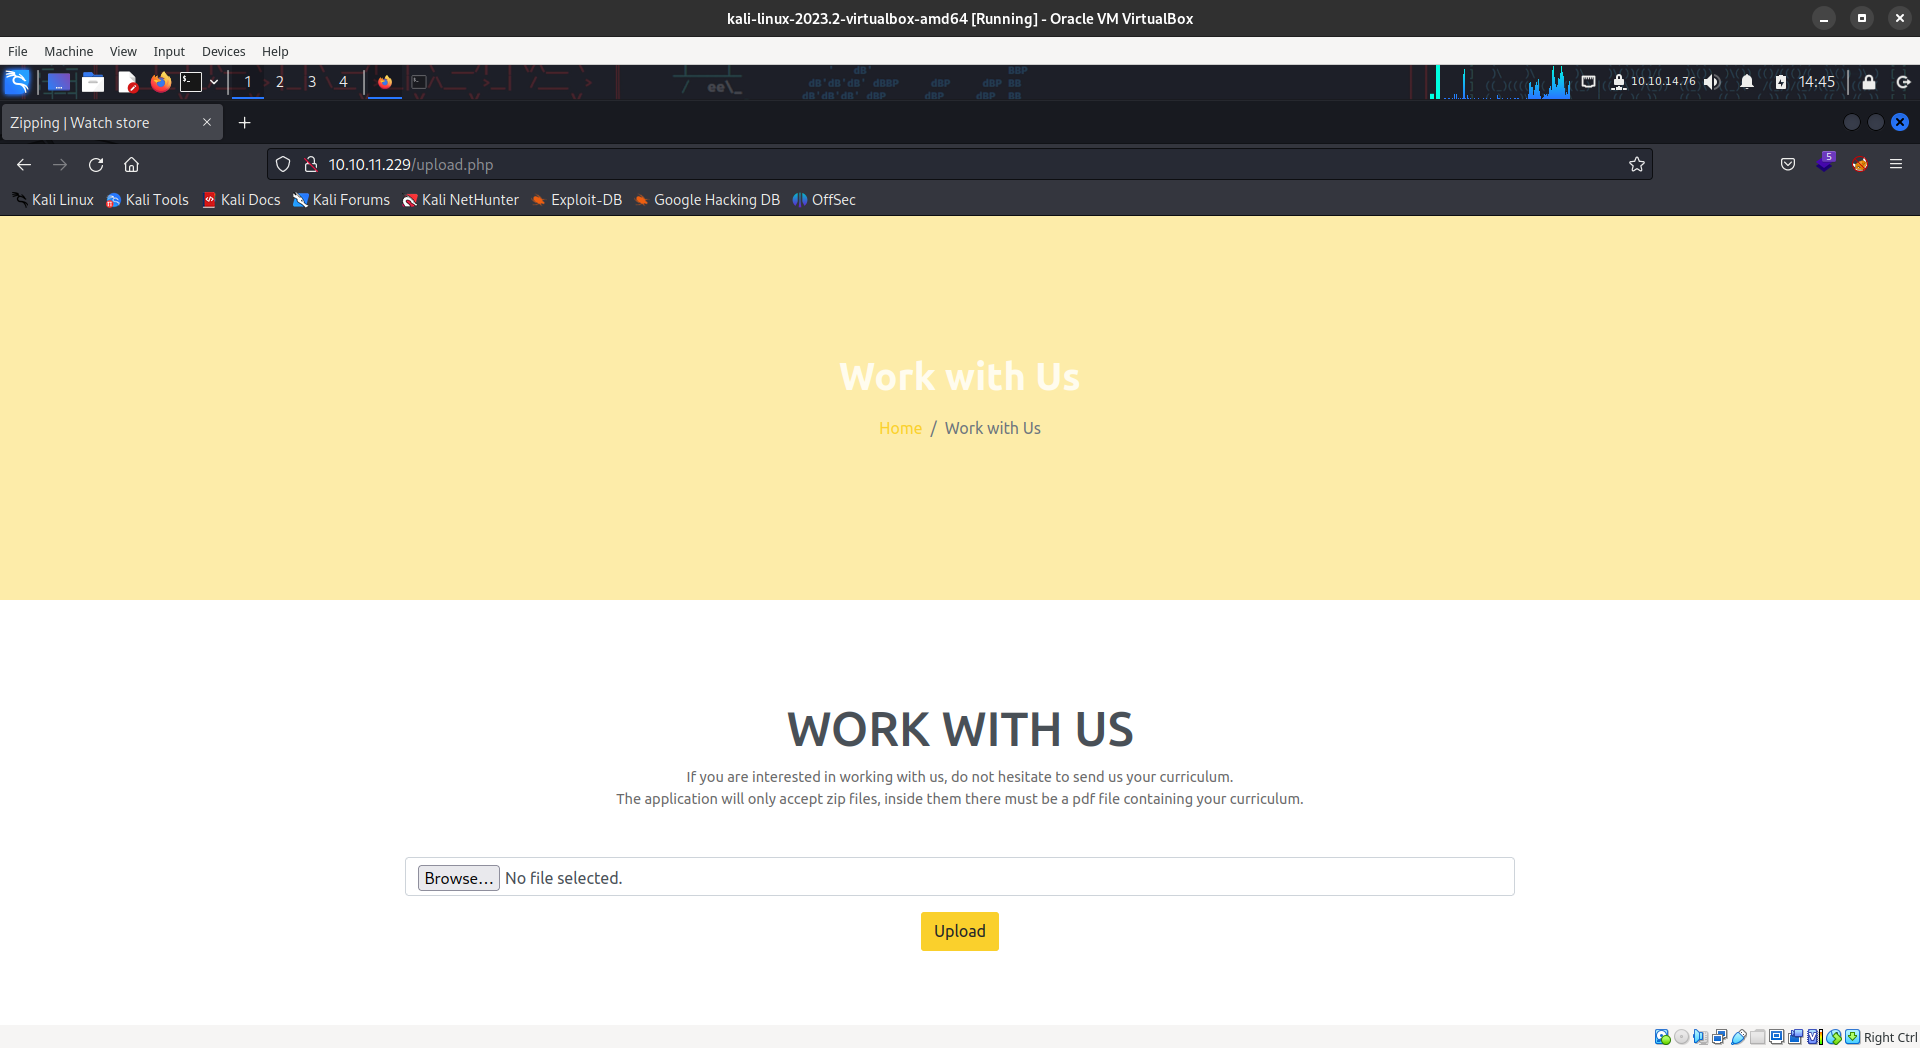 kali-linux-2023.2-virtualbox-amd64 [Running] - Oracle VM VirtualBox
File Machine View Input Devices Help
1 2 3 4 10.10.14.76 14:45
Zipping | Watch store
10.10.11.229/upload.php 5
Kali Linux Kali Tools Kali Docs Kali Forums Kali NetHunter Exploit-DB Google Hacking DB OffSec
Work with Us
Home / Work with Us
WORK WITH US
If you are interested in working with us, do not hesitate to send us your curriculum.
The application will only accept zip files, inside them there must be a pdf file containing your curriculum.
Browse... No file selected.
Upload
Right Ctrl